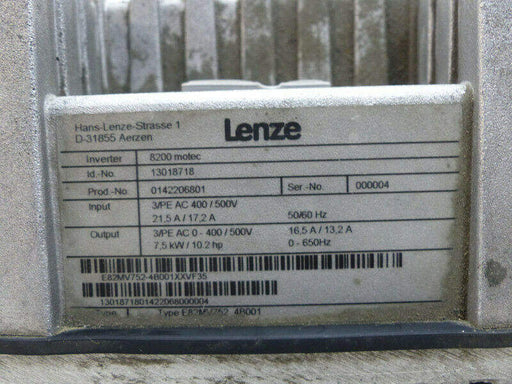 Hans-Lenze-Strasse 1
D-31855 Aerzen
Lenze
Inverter 8200 motec
Id.-No. 13018718
Prod.-No. 0142206801 Ser.-No. 000004
Input 3/PE AC 400 / 500V
21,5 A / 17,2 A 50/60 Hz
Output 3/PE AC 0 - 400 / 500V 16,5 A / 13,2 A
7,5 kW / 10.2 hp 0 - 650Hz
E82MV752-4B001XXVF35
1301871801422068000004
Type Type E82MV752_4B001